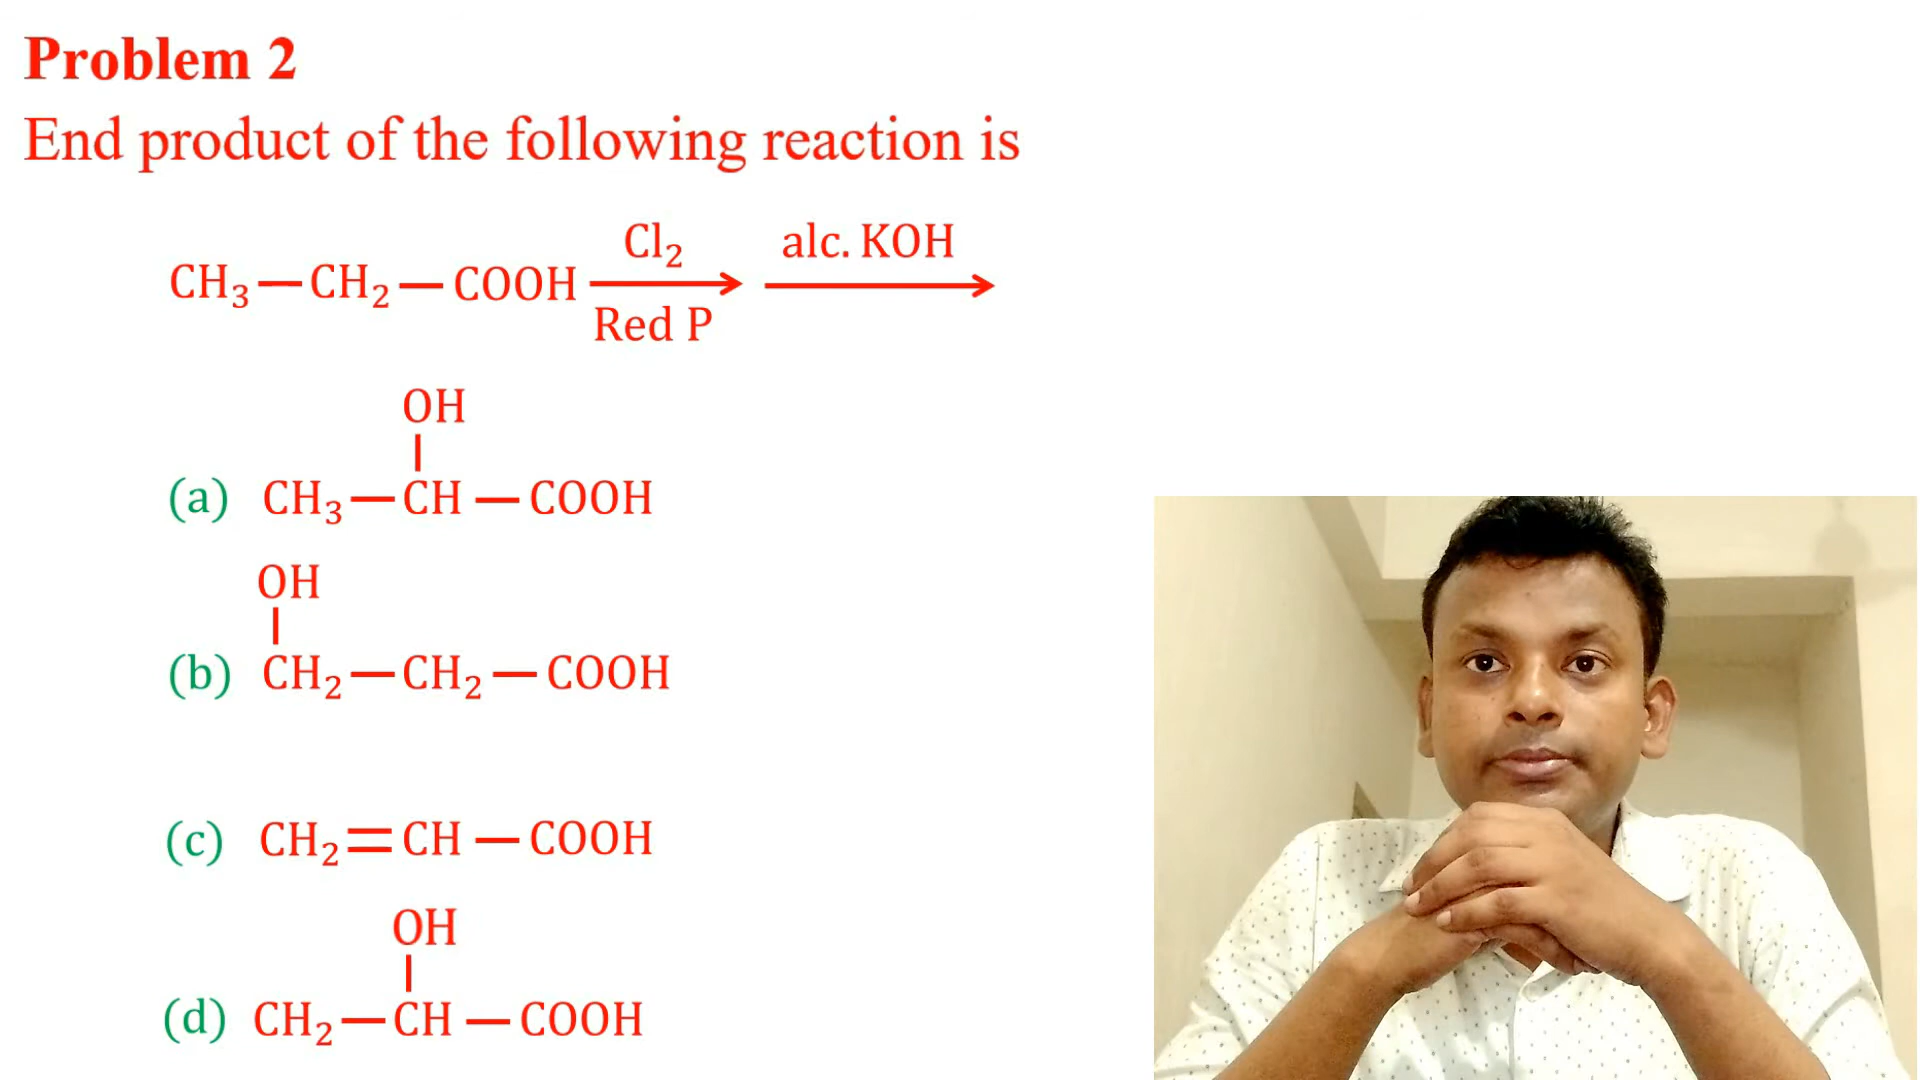 Problem 2
End product of the following reaction is
CH₃—CH₂—COOH Cl₂ Red P alc. KOH
OH
(a) CH₃—CH—COOH
OH
(b) CH₂—CH₂—COOH
(c) CH₂=CH—COOH
OH
(d) CH₂—CH—COOH